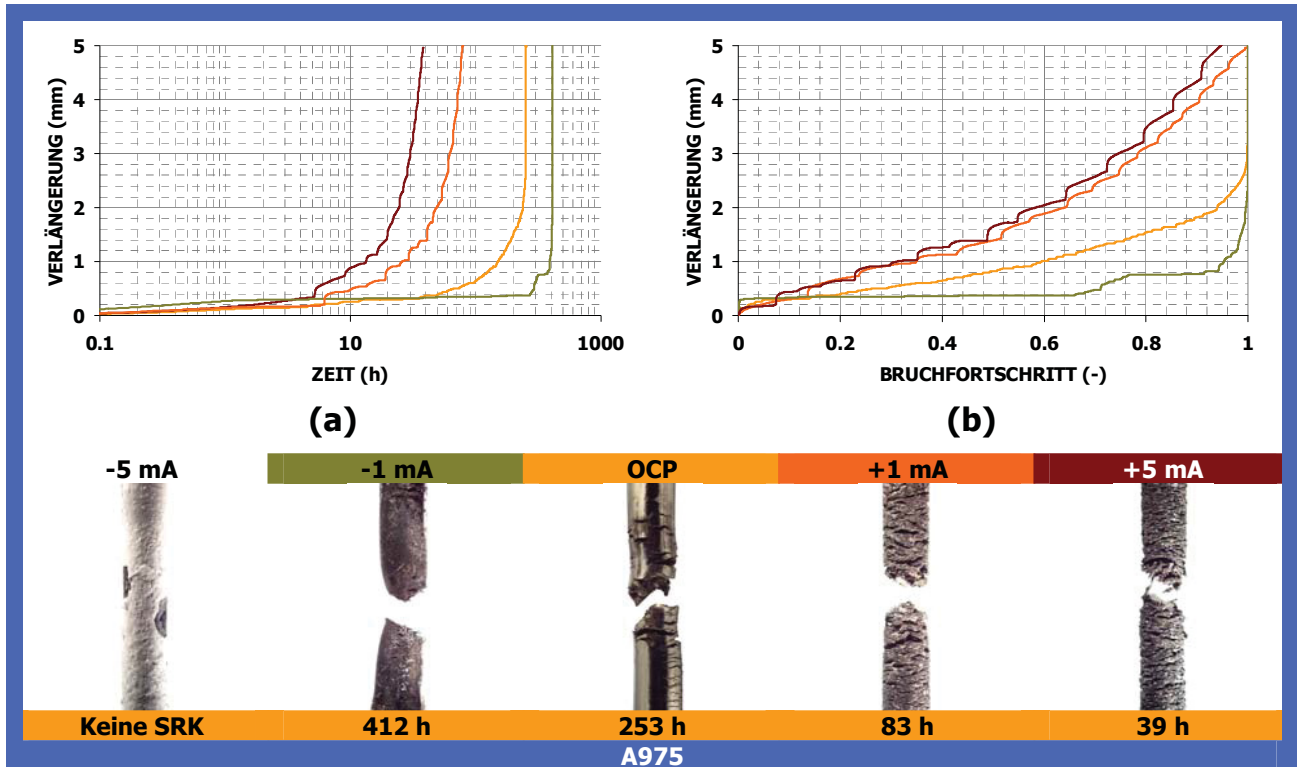 5
4
3
2
1
0
VERLÄNGERUNG (mm)
0.1 10 1000
ZEIT (h)
(a)
5
4
3
2
1
0
VERLÄNGERUNG (mm)
0 0.2 0.4 0.6 0.8 1
BRUCHFORTSCHRITT (-)
(b)
-5 mA -1 mA OCP +1 mA +5 mA
Keine SRK 412 h 253 h 83 h 39 h
A975